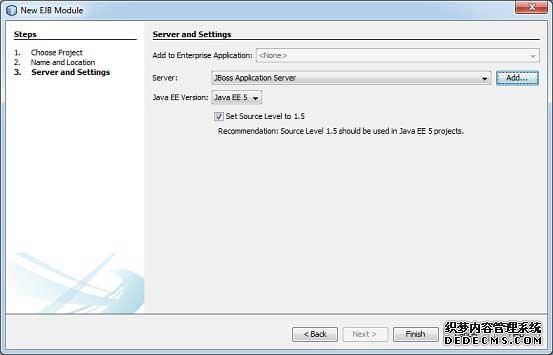 New EJB Module
Steps
1. Choose Project
2. Name and Location
3. Server and Settings
Server and Settings
Add to Enterprise Application: <None>
Server: JBoss Application Server Add...
Java EE Version: Java EE 5
Set Source Level to 1.5
Recommendation: Source Level 1.5 should be used in Java EE 5 projects.
< Back Next > Finish
织梦内容管理系统
DEDECMS.COM